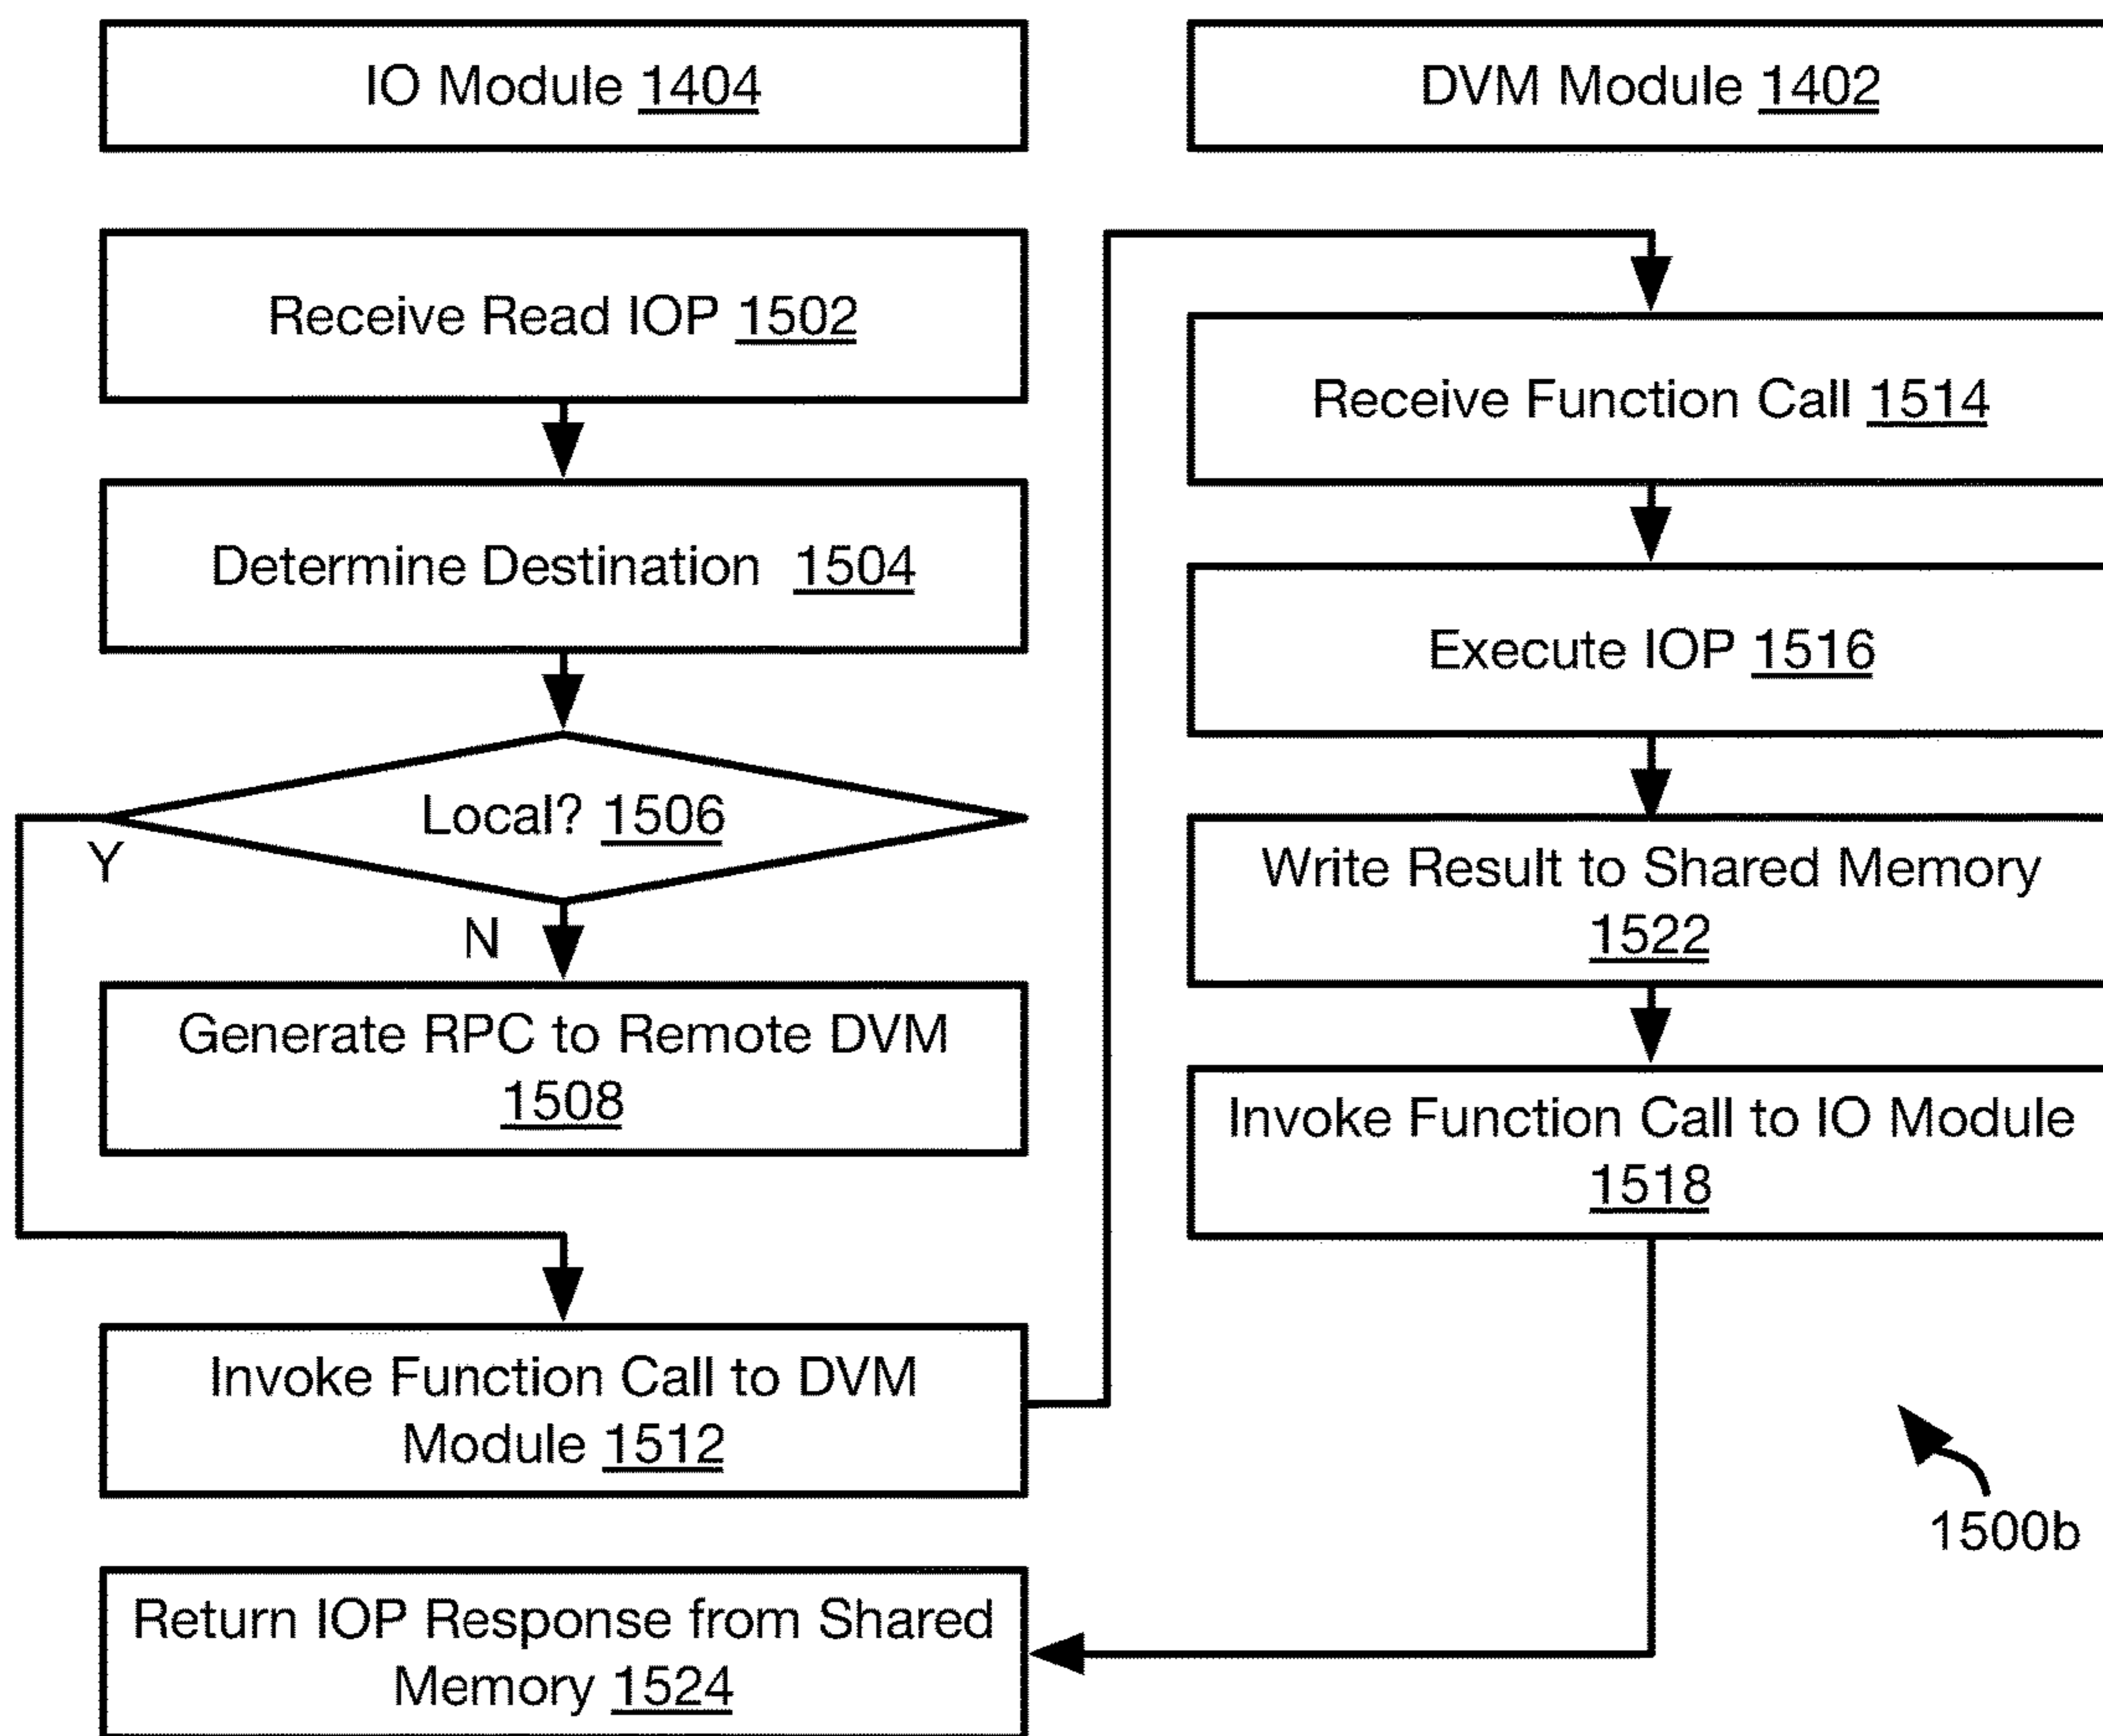 IO Module 1404
DVM Module 1402
Receive Read IOP 1502
Determine Destination 1504
Local? 1506
Y
N
Generate RPC to Remote DVM
1508
Invoke Function Call to DVM
Module 1512
Return IOP Response from Shared
Memory 1524
Receive Function Call 1514
Execute IOP 1516
Write Result to Shared Memory
1522
Invoke Function Call to IO Module
1518
1500b